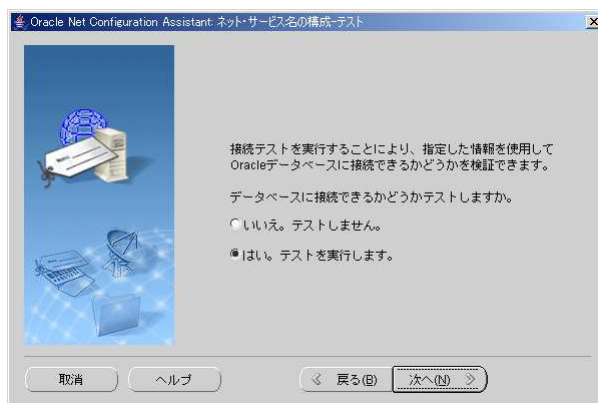 Oracle Net Configuration Assistant: ネット・サービス名の構成-テスト
接続テストを実行することにより、指定した情報を使用して
Oracleデータベースに接続できるかどうかを検証できます。
データベースに接続できるかどうかテストしますか。
いいえ。テストしません。
はい。テストを実行します。
取消
ヘルプ
戻る(B)
次へ(N)